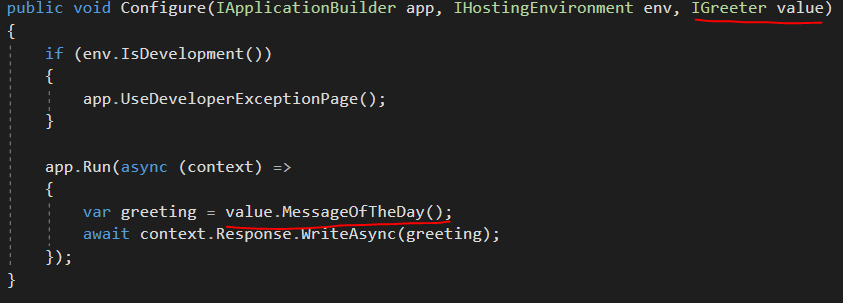 public void Configure(IApplicationBuilder app, IHostingEnvironment env, IGreeter value)
{
    if (env.IsDevelopment())
    {
        app.UseDeveloperExceptionPage();
    }

    app.Run(async (context) =>
    {
        var greeting = value.MessageOfTheDay();
        await context.Response.WriteAsync(greeting);
    });
}